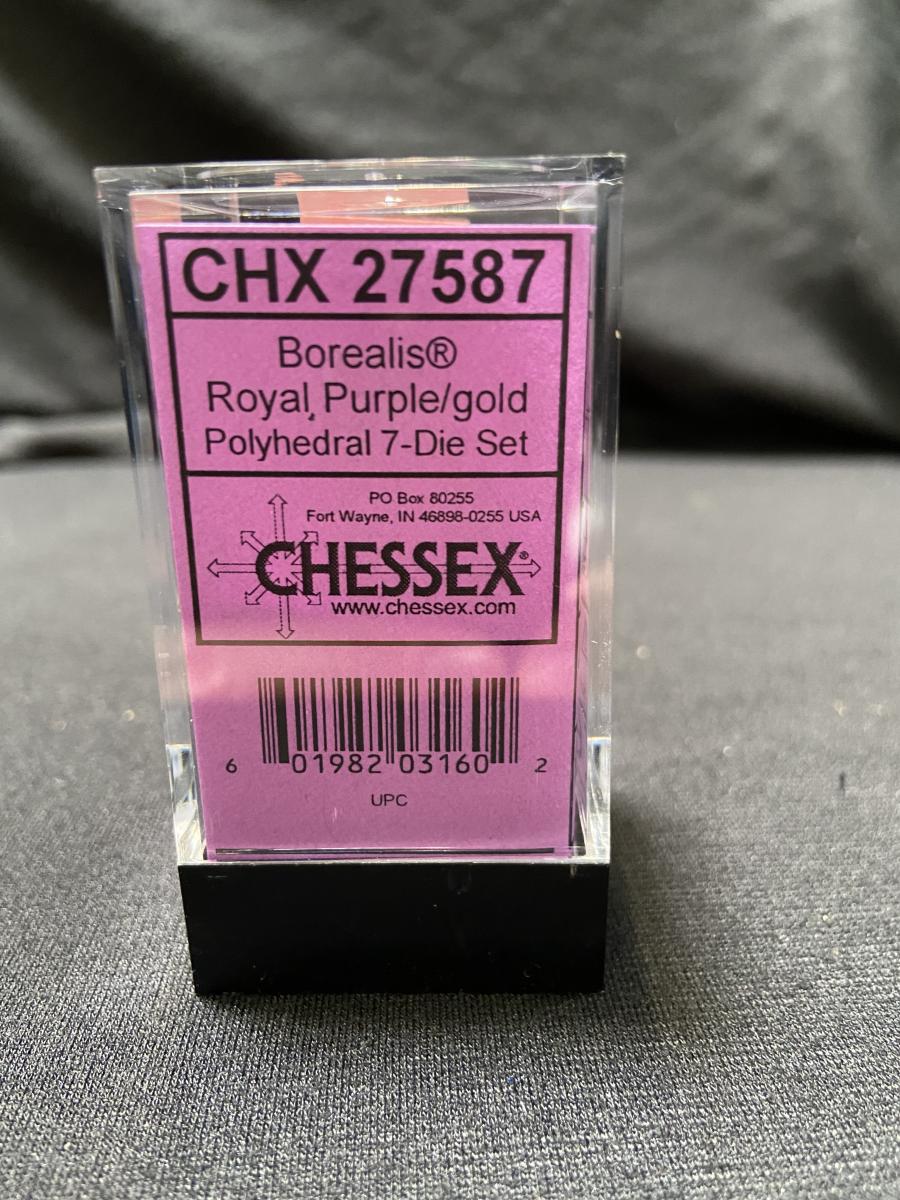 CHX 27587
Borealis®
Royal Purple/gold
Polyhedral 7-Die Set
PO Box 80255
Fort Wayne, IN 46898-0255 USA
CHESSEX®
www.chessex.com
6 01982 03160 2
UPC